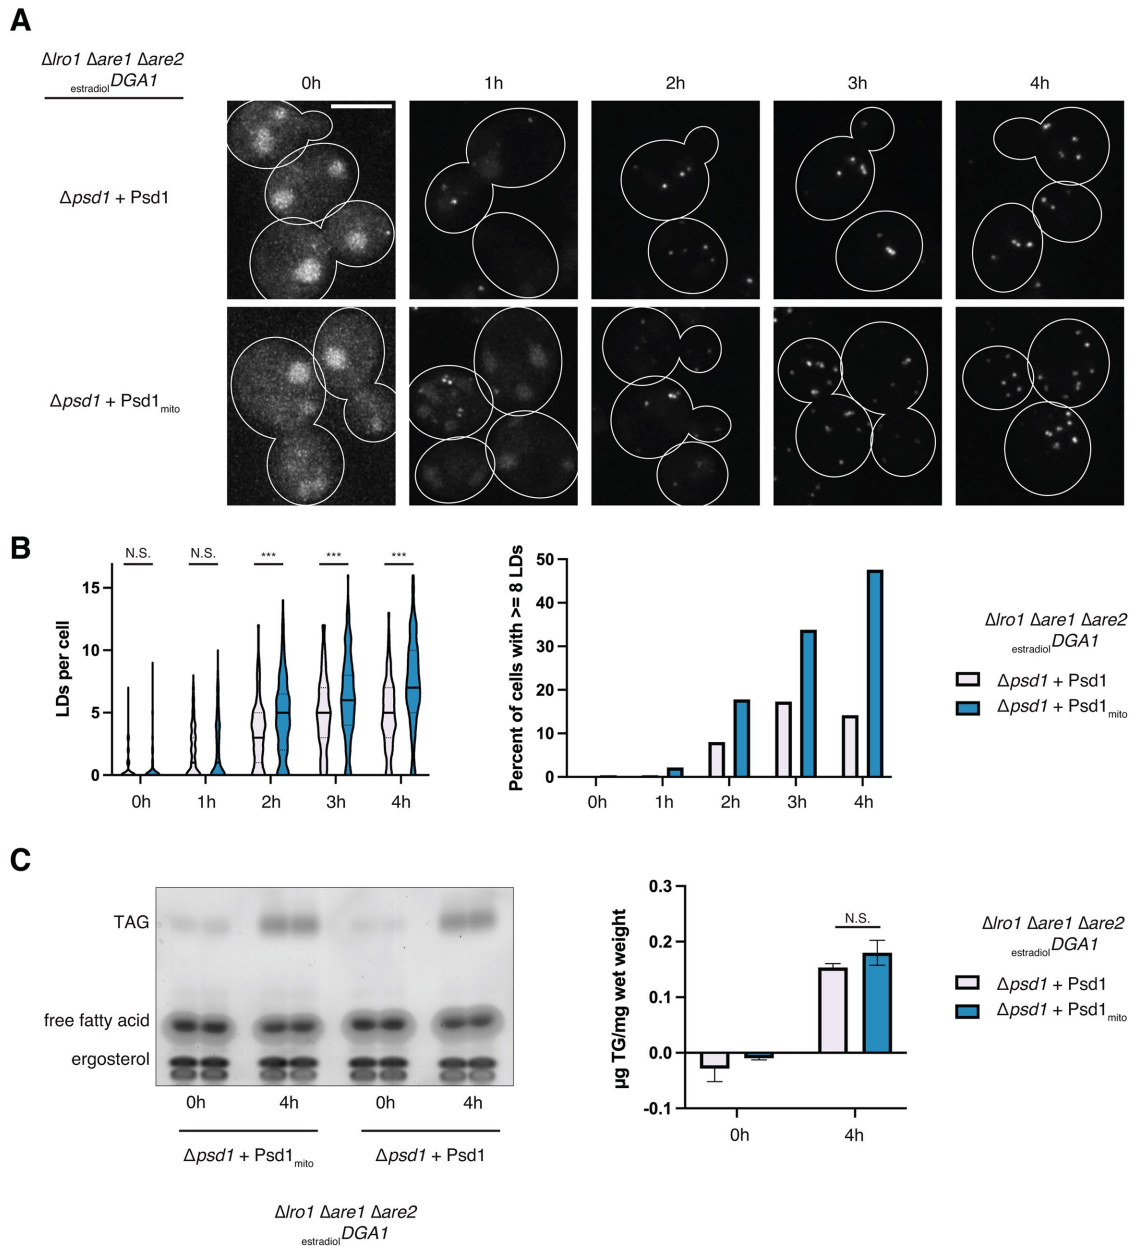 A
Δlro1 Δare1 Δare2
estradiolDGA1
0h 1h 2h 3h 4h
Δpsd1 + Psd1
Δpsd1 + Psd1mito
B
N.S. N.S. *** *** ***
LDs per cell
15
10
5
0
0h 1h 2h 3h 4h
Percent of cells with >= 8 LDs
50
40
30
20
10
0
0h 1h 2h 3h 4h
Δlro1 Δare1 Δare2
estradiolDGA1
Δpsd1 + Psd1
Δpsd1 + Psd1mito
C
TAG
free fatty acid
ergosterol
0h 4h 0h 4h
Δpsd1 + Psd1mito Δpsd1 + Psd1
Δlro1 Δare1 Δare2
estradiolDGA1
µg TG/mg wet weight
0.3
0.2
0.1
0.0
-0.1
N.S.
0h 4h
Δlro1 Δare1 Δare2
estradiolDGA1
Δpsd1 + Psd1
Δpsd1 + Psd1mito